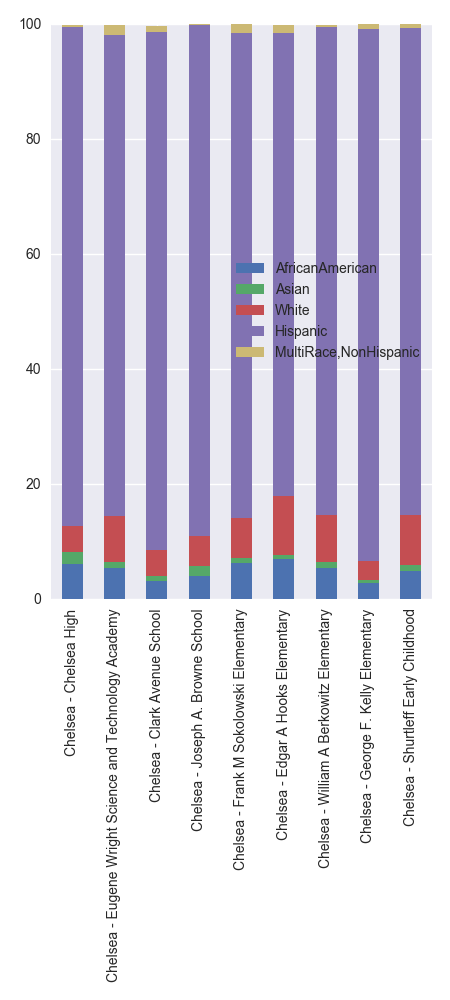 100
80
60
40
20
0
AfricanAmerican
Asian
White
Hispanic
MultiRace,NonHispanic
Chelsea - Chelsea High
Chelsea - Eugene Wright Science and Technology Academy
Chelsea - Clark Avenue School
Chelsea - Joseph A. Browne School
Chelsea - Frank M Sokolowski Elementary
Chelsea - Edgar A Hooks Elementary
Chelsea - William A Berkowitz Elementary
Chelsea - George F. Kelly Elementary
Chelsea - Shurtleff Early Childhood